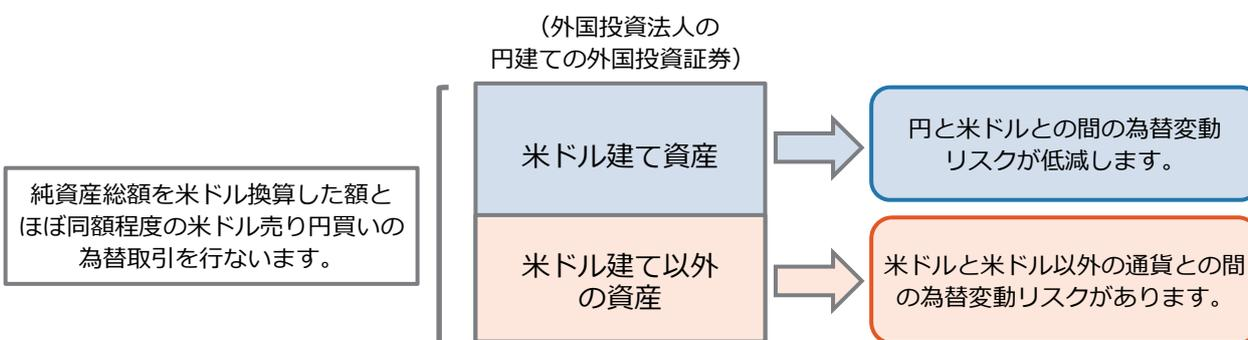 （外国投資法人の
円建ての外国投資証券）
純資産総額を米ドル換算した額と
ほぼ同額程度の米ドル売り円買いの
為替取引を行ないます。
米ドル建て資産
円と米ドルとの間の為替変動
リスクが低減します。
米ドル建て以外
の資産
米ドルと米ドル以外の通貨との間
の為替変動リスクがあります。